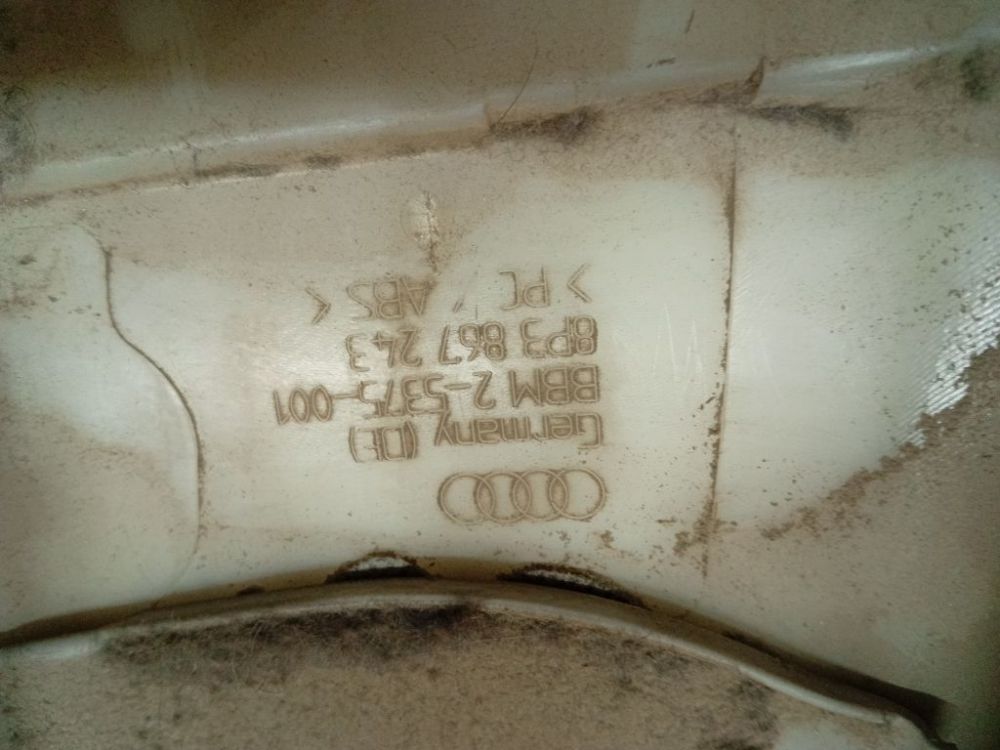 Germany (DE)
BBM 2-5375-001
8P3 867 243
> PC / ABS <